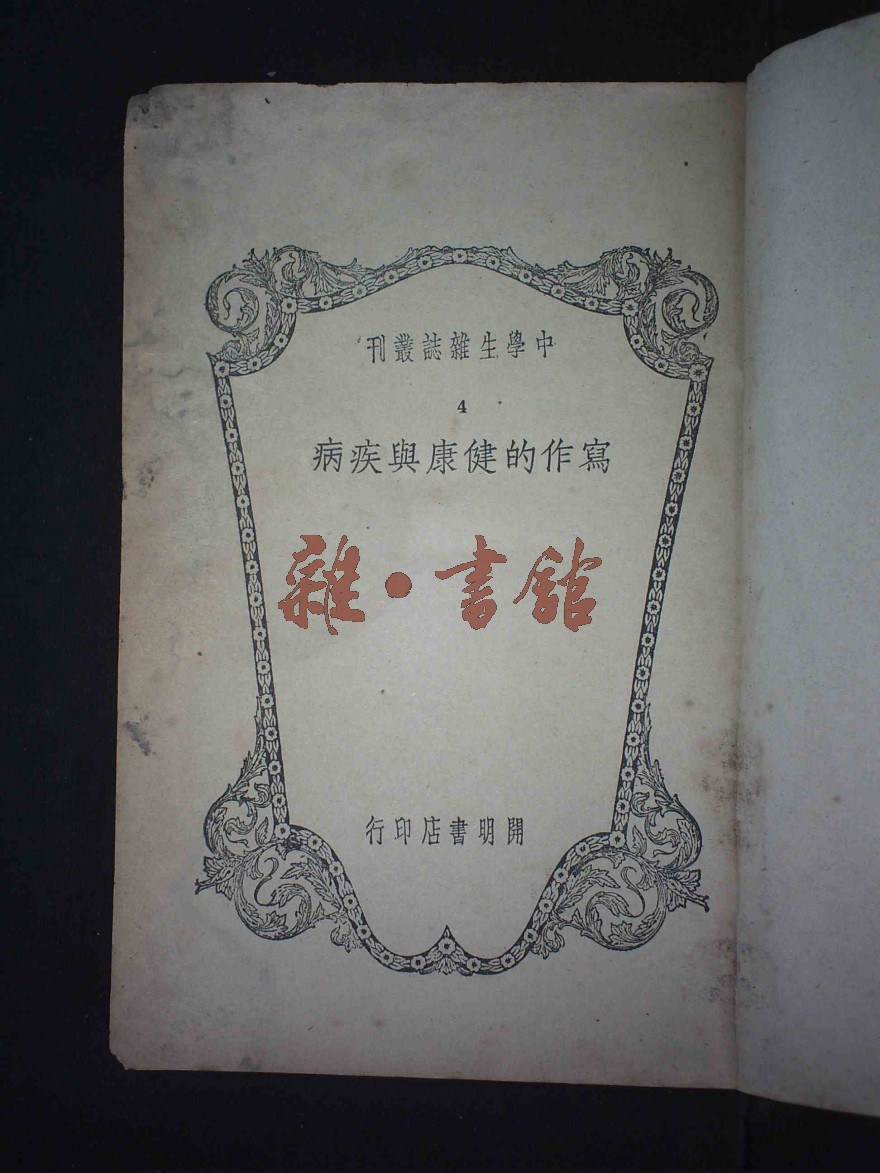 中學生雜誌叢刊
4
寫作的健康與疾病
雜·書館
開明書店印行